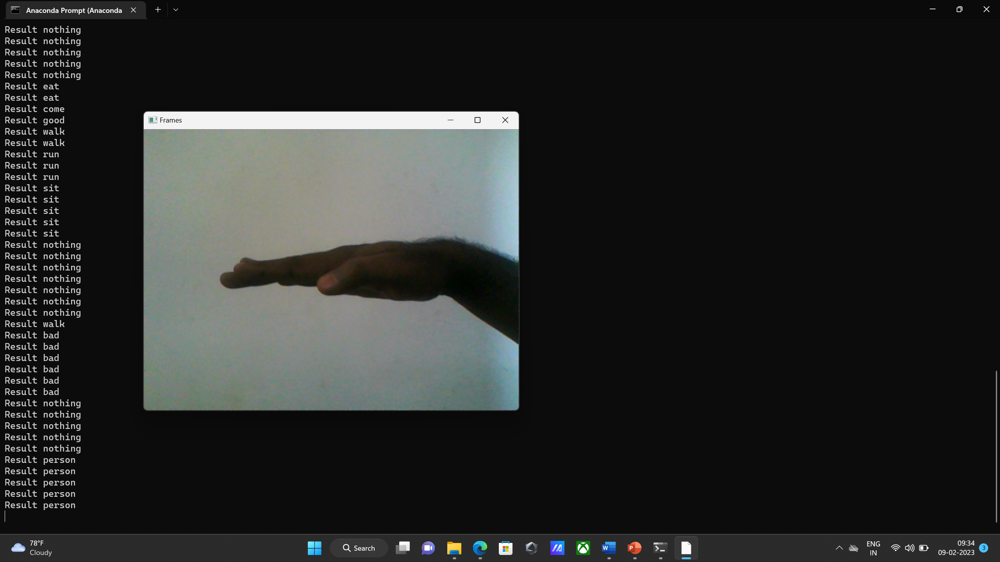 Anaconda Prompt (Anaconda
Result nothing
Result nothing
Result nothing
Result nothing
Result nothing
Result eat
Result eat
Result come
Result good
Result walk
Result walk
Result run
Result run
Result run
Result sit
Result sit
Result sit
Result sit
Result sit
Result nothing
Result nothing
Result nothing
Result nothing
Result nothing
Result nothing
Result nothing
Result walk
Result bad
Result bad
Result bad
Result bad
Result bad
Result bad
Result nothing
Result nothing
Result nothing
Result nothing
Result nothing
Result person
Result person
Result person
Result person
Result person
Frames
78°F
Cloudy
Search
ENG
IN
09:34
09-02-2023
3